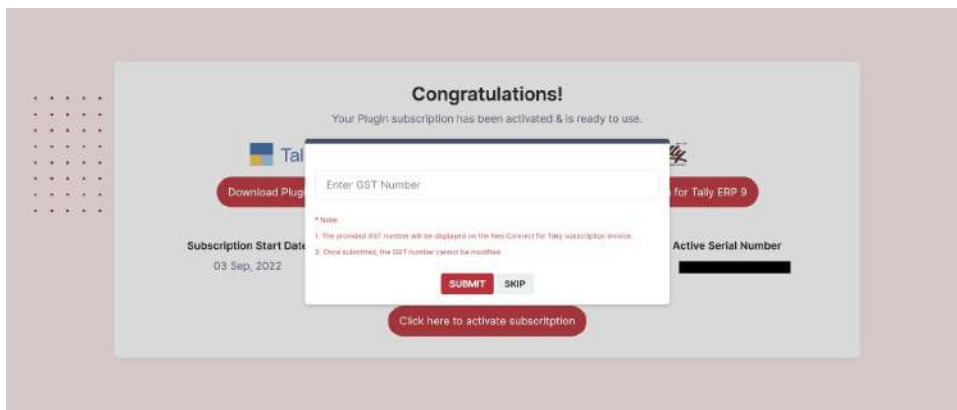 Congratulations!
Your Plugin subscription has been activated & is ready to use.
Tal
Download Plug
for Tally ERP 9
Enter GST Number
* Note:
1. The provided GST number will be displayed on the Neo Connect for Tally subscription invoice.
2. Once submitted, the GST number cannot be modified
Subscription Start Date
03 Sep, 2022
Active Serial Number
SUBMIT SKIP
Click here to activate subscritption